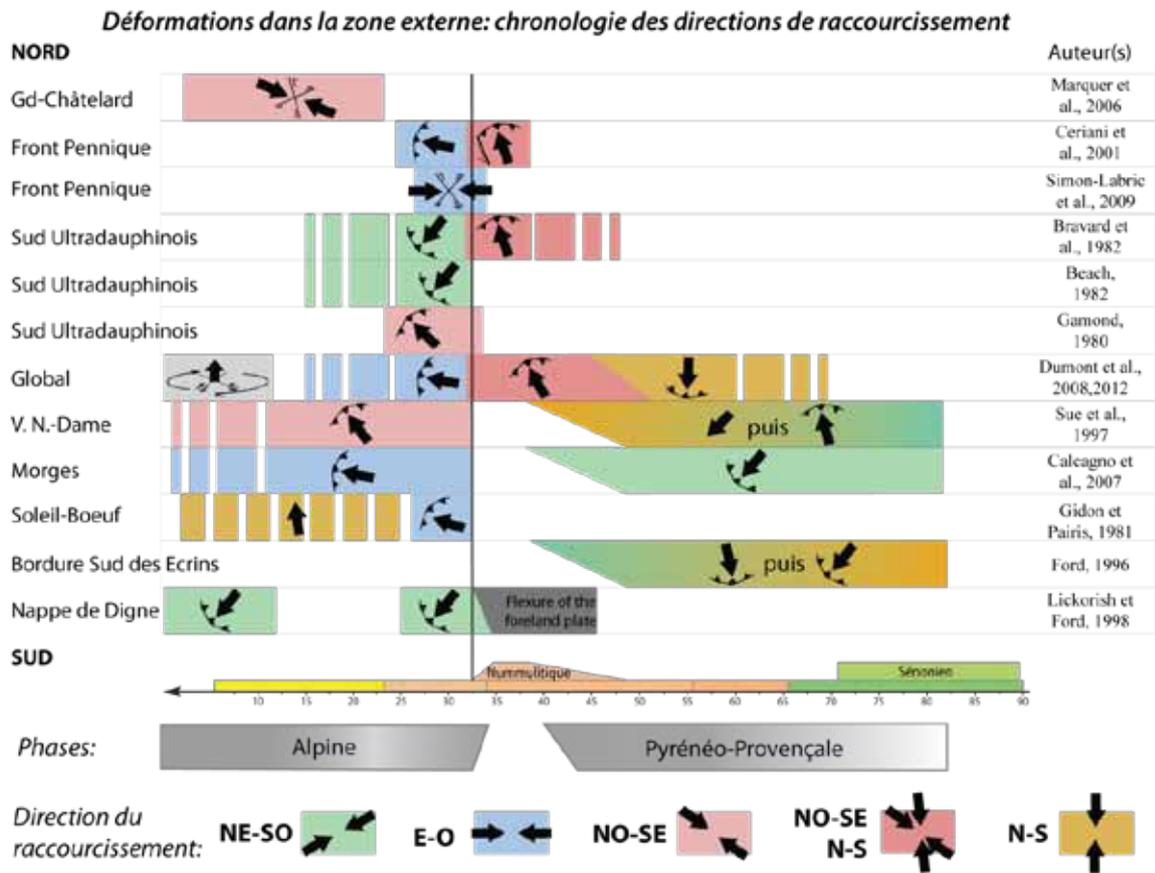 Déformations dans la zone externe: chronologie des directions de raccourcissement
NORD
Auteur(s)
Gd-Châtelard
Marquer et
al., 2006
Front Pennique
Ceriani et
al., 2001
Front Pennique
Simon-Labric
et al., 2009
Sud Ultradauphinois
Bravard et
al., 1982
Sud Ultradauphinois
Beach,
1982
Sud Ultradauphinois
Gamond,
1980
Global
Dumont et al.,
2008,2012
V. N.-Dame
puis
Sue et al.,
1997
Morges
Calcagno et
al., 2007
Soleil-Boeuf
Gidon et
Pairis, 1981
Bordure Sud des Ecrins
puis
Ford, 1996
Nappe de Digne
Flexure of the
foreland plate
Lickorish et
Ford, 1998
SUD
Nummulitique
Sénonien
10 15 20 25 30 35 40 45 50 55 60 65 70 75 80 85 90
Phases:
Alpine
Pyrénéo-Provençale
Direction du
raccourcissement:
NE-SO
E-O
NO-SE
NO-SE
N-S
N-S